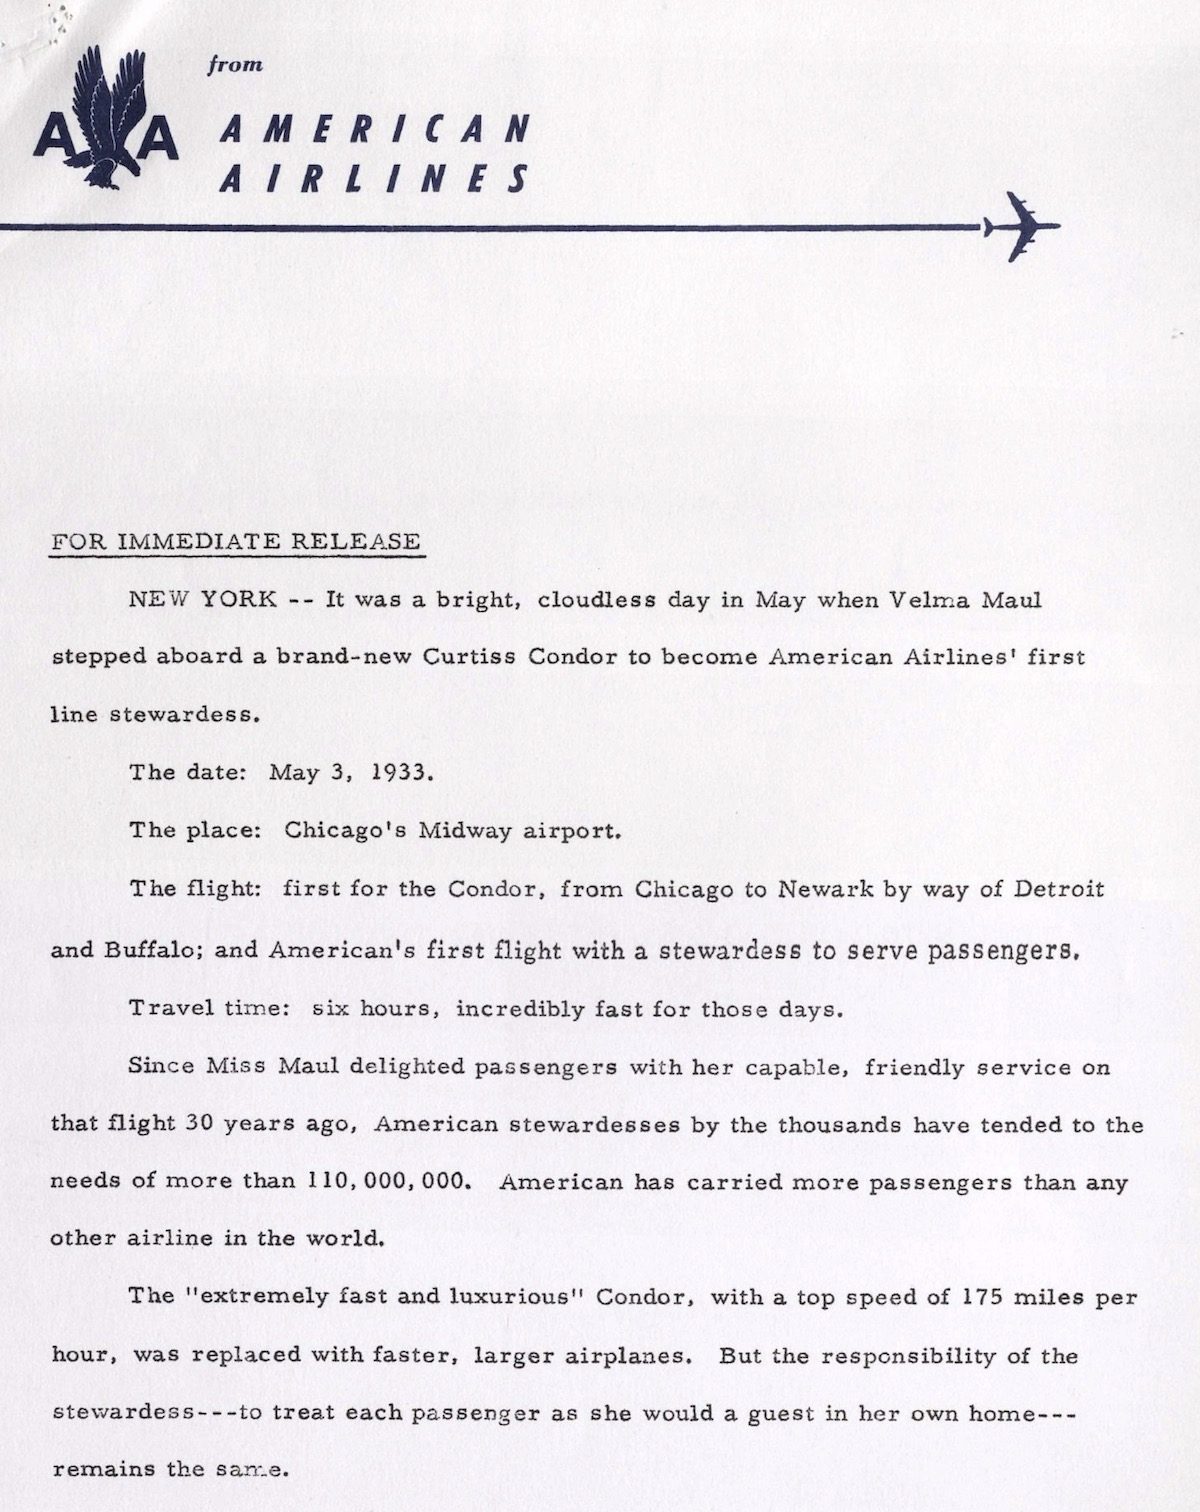 from
AA AMERICAN
AIRLINES
FOR IMMEDIATE RELEASE
NEW YORK -- It was a bright, cloudless day in May when Velma Maul
stepped aboard a brand-new Curtiss Condor to become American Airlines' first
line stewardess.
The date: May 3, 1933.
The place: Chicago's Midway airport.
The flight: first for the Condor, from Chicago to Newark by way of Detroit
and Buffalo; and American's first flight with a stewardess to serve passengers.
Travel time: six hours, incredibly fast for those days.
Since Miss Maul delighted passengers with her capable, friendly service on
that flight 30 years ago, American stewardesses by the thousands have tended to the
needs of more than 110,000,000. American has carried more passengers than any
other airline in the world.
The "extremely fast and luxurious" Condor, with a top speed of 175 miles per
hour, was replaced with faster, larger airplanes. But the responsibility of the
stewardess---to treat each passenger as she would a guest in her own home---
remains the same.